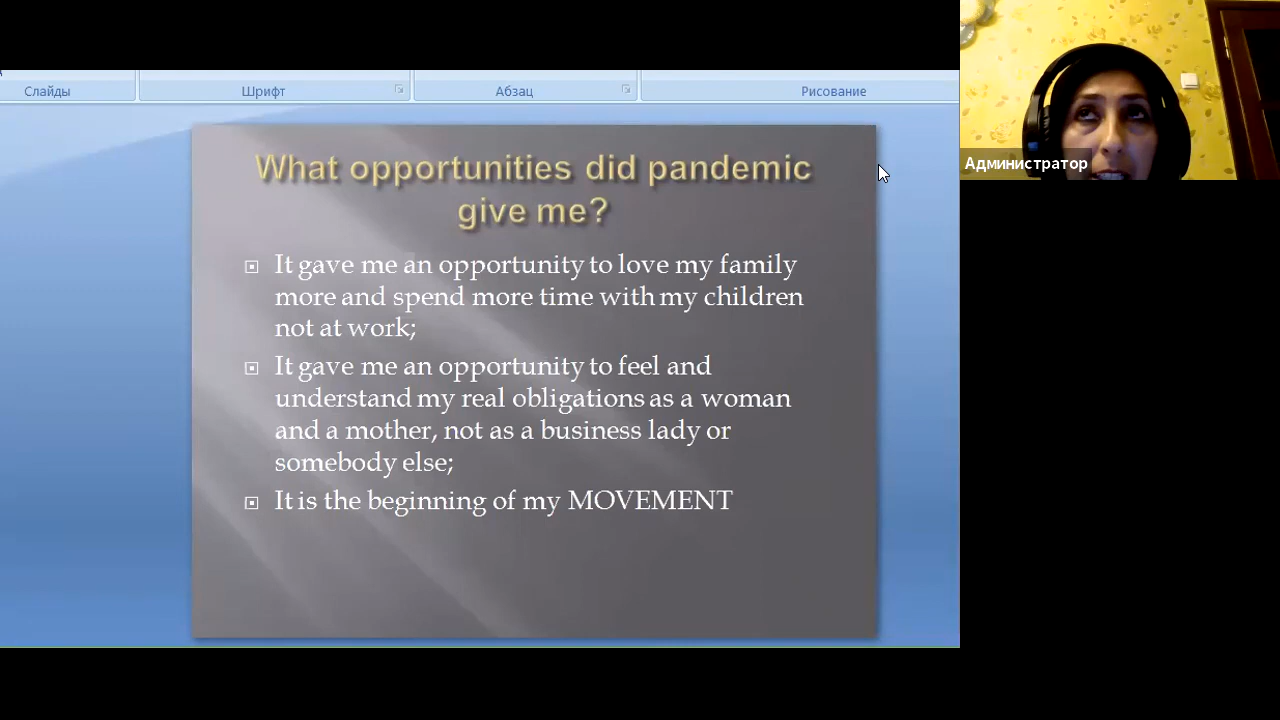 Слайды
Шрифт
Абзац
Рисование
Администратор
What opportunities did pandemic
give me?
It gave me an opportunity to love my family
more and spend more time with my children
not at work;
It gave me an opportunity to feel and
understand my real obligations as a woman
and a mother, not as a business lady or
somebody else;
It is the beginning of my MOVEMENT